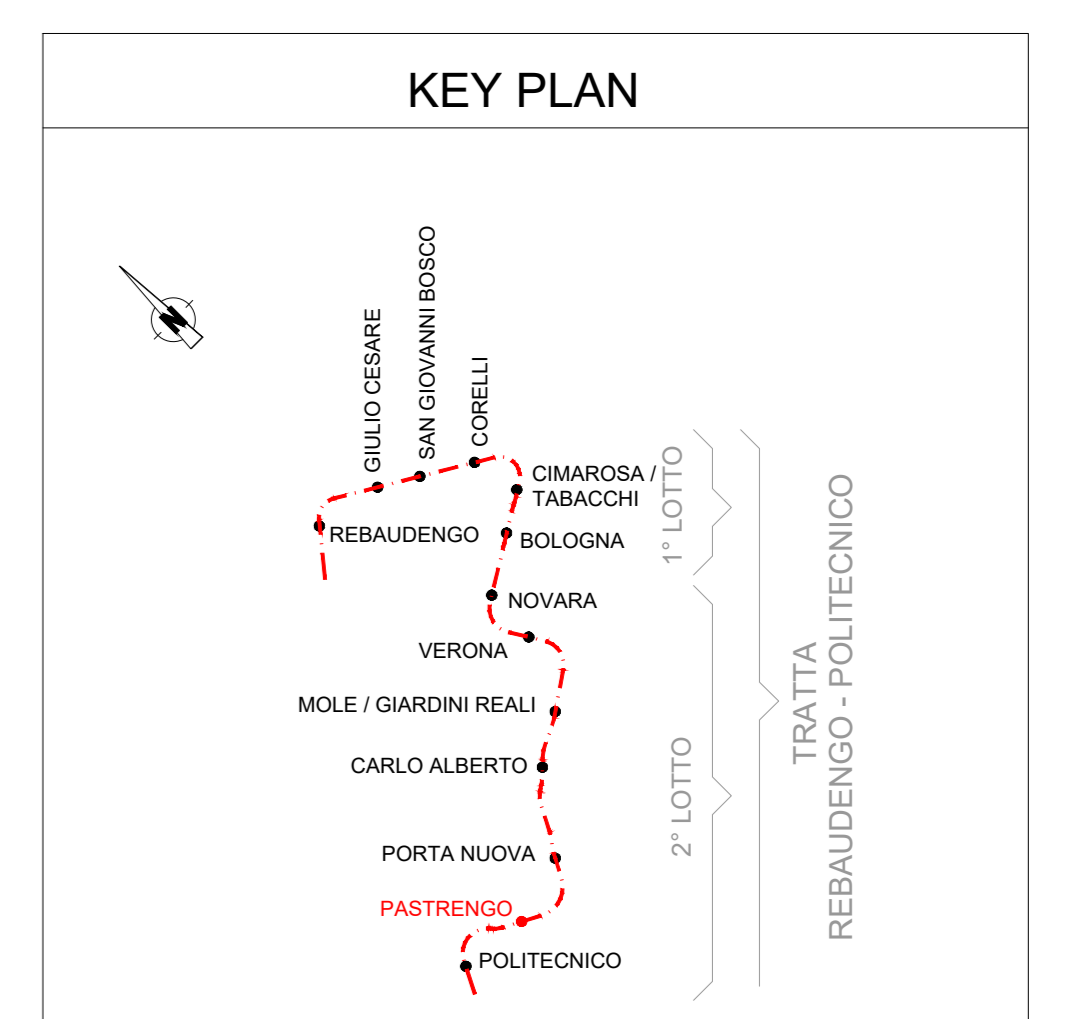 KEY PLAN
N
GIULIO CESARE
SAN GIOVANNI BOSCO
CORELLI
CIMAROSA /
TABACCHI
REBAUDENGO
BOLOGNA
NOVARA
VERONA
MOLE / GIARDINI REALI
CARLO ALBERTO
PORTA NUOVA
PASTRENGO
POLITECNICO
1° LOTTO
2° LOTTO
TRATTA
REBAUDENGO - POLITECNICO